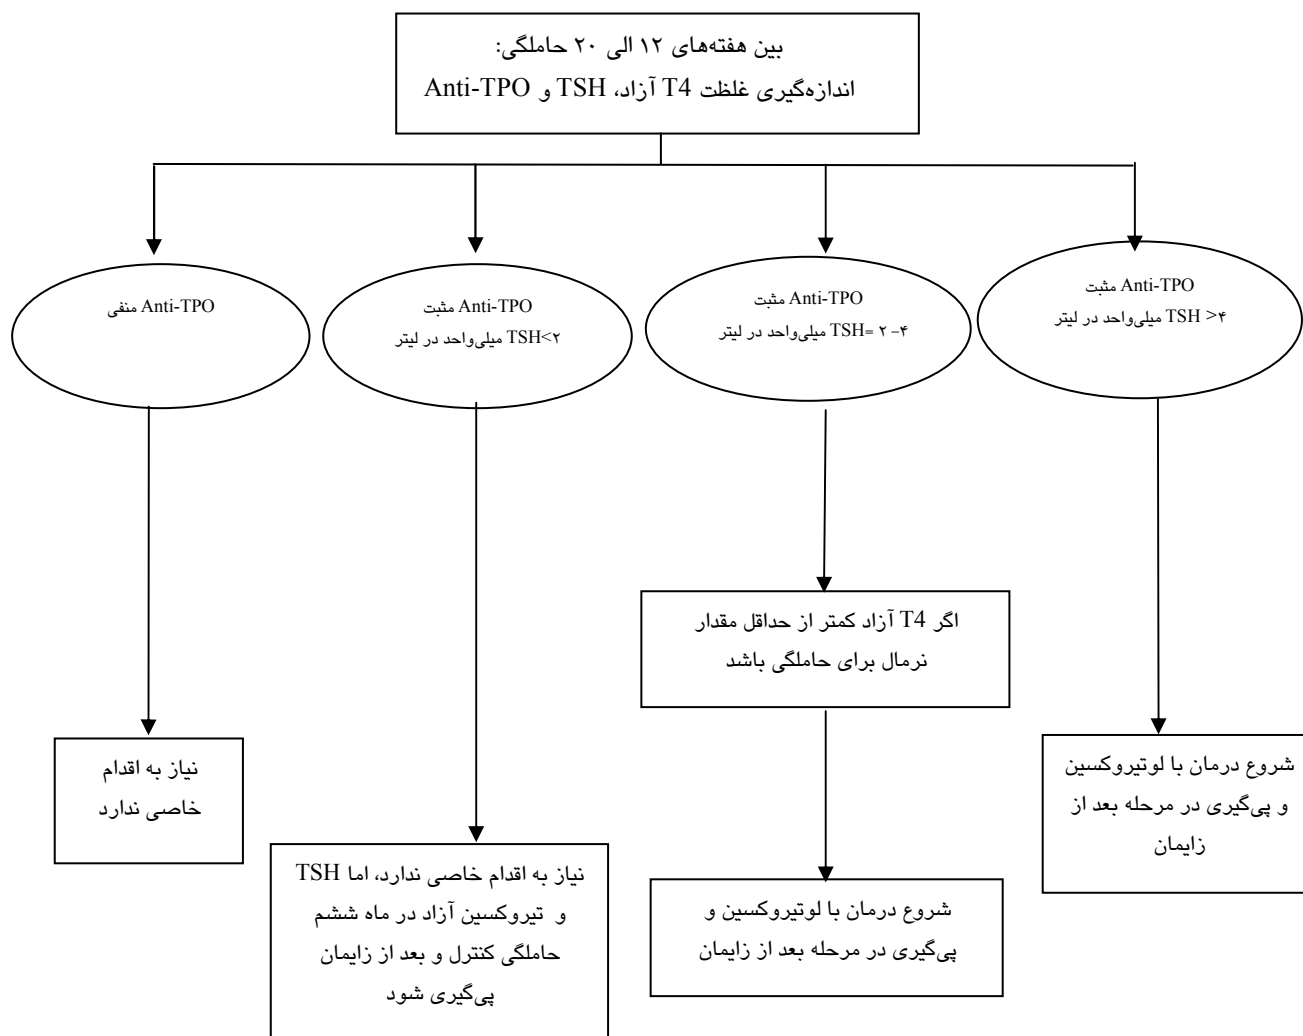 بین هفته‌های ۱۲ الی ۲۰ حاملگی:
اندازه‌گیری غلظت T4 آزاد، TSH و Anti-TPO
Anti-TPO مثبت
TSH >۴ میلی‌واحد در لیتر
Anti-TPO مثبت
TSH= ۲ -۴ میلی‌واحد در لیتر
Anti-TPO مثبت
TSH<۲ میلی‌واحد در لیتر
Anti-TPO منفی
اگر T4 آزاد کمتر از حداقل مقدار
نرمال برای حاملگی باشد
شروع درمان با لوتیروکسین
و پی‌گیری در مرحله بعد از
زایمان
شروع درمان با لوتیروکسین و
پی‌گیری در مرحله بعد از زایمان
نیاز به اقدام خاصی ندارد، اما TSH
و تیروکسین آزاد در ماه ششم
حاملگی کنترل و بعد از زایمان
پی‌گیری شود
نیاز به اقدام
خاصی ندارد